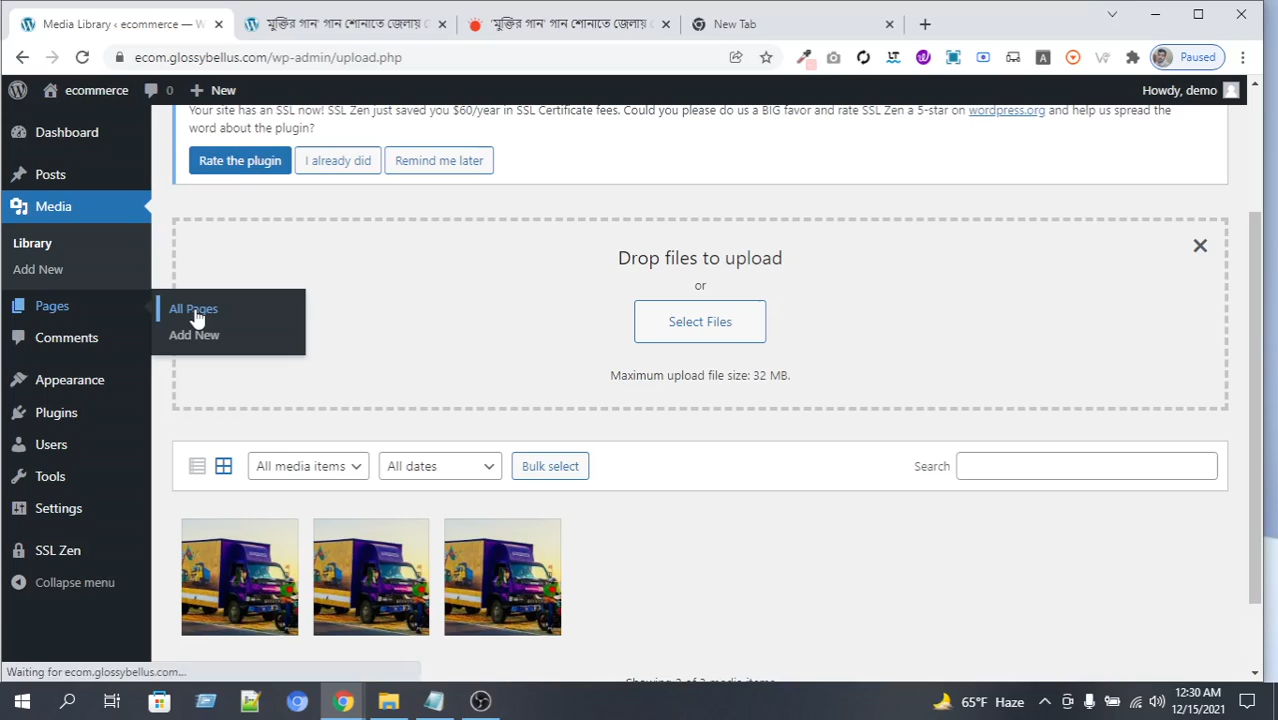 Media Library ‹ ecommerce — W
'মুক্তির গান' গান শোনাতে জেলায় ে
'মুক্তির গান' গান শোনাতে জেলায় ে
New Tab
ecom.glossybellus.com/wp-admin/upload.php
Paused
ecommerce
0
New
Howdy, demo
Your site has an SSL now! SSL Zen just saved you $60/year in SSL Certificate fees. Could you please do us a BIG favor and rate SSL Zen a 5-star on wordpress.org and help us spread the
word about the plugin?
Rate the plugin
I already did
Remind me later
Dashboard
Posts
Media
Library
Add New
Pages
All Pages
Add New
Comments
Appearance
Plugins
Users
Tools
Settings
SSL Zen
Collapse menu
Drop files to upload
or
Select Files
Maximum upload file size: 32 MB.
All media items
All dates
Bulk select
Search
Waiting for ecom.glossybellus.com...
65°F Haze
12:30 AM
12/15/2021